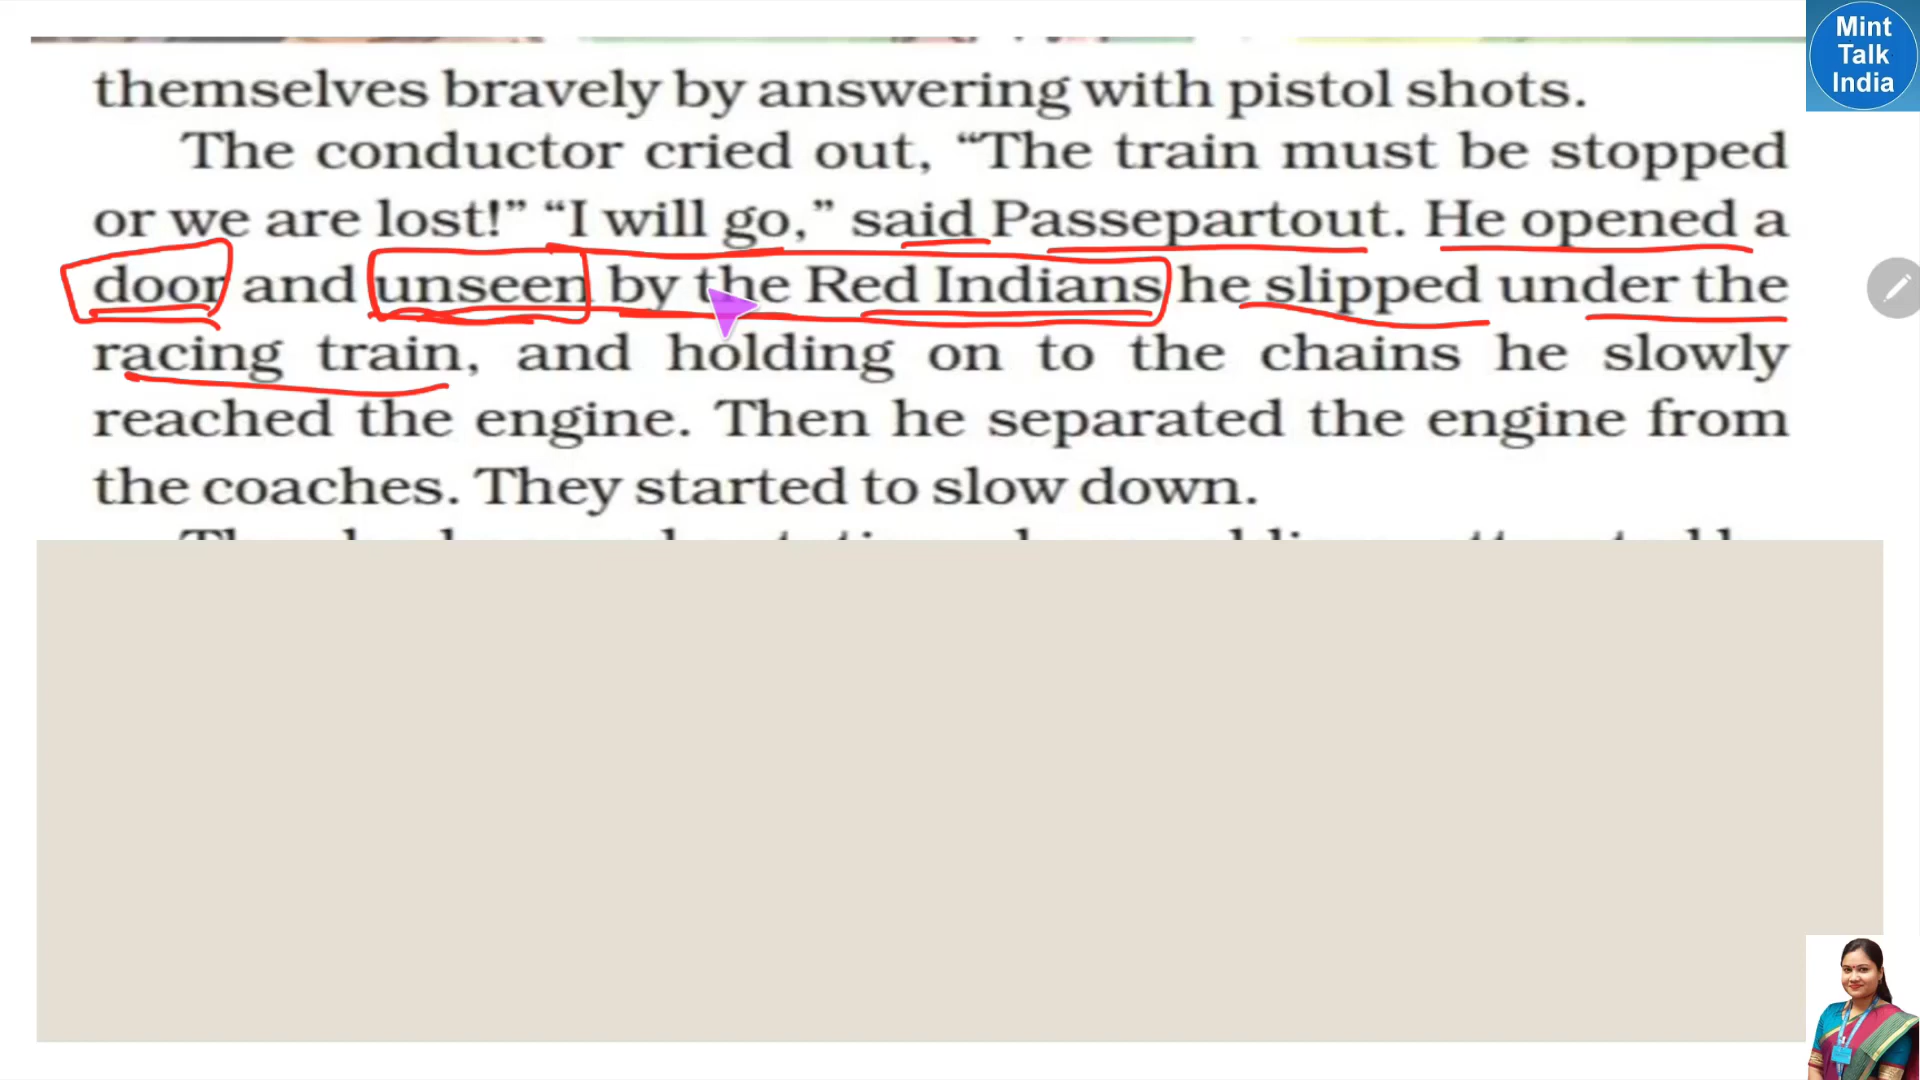 Mint
Talk
India
themselves bravely by answering with pistol shots.
The conductor cried out, “The train must be stopped
or we are lost!” “I will go,” said Passepartout. He opened a
door and unseen by the Red Indians he slipped under the
racing train, and holding on to the chains he slowly
reached the engine. Then he separated the engine from
the coaches. They started to slow down.